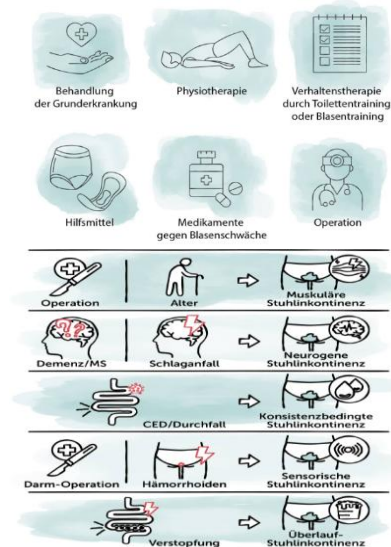 Behandlung
der Grunderkrankung
Physiotherapie
Verhaltenstherapie
durch Toilettentraining
oder Blasentraining
Hilfsmittel
Medikamente
gegen Blasenschwäche
Operation
Operation
Alter
Muskuläre
Stuhlinkontinenz
Demenz/MS
Schlaganfall
Neurogene
Stuhlinkontinenz
CED/Durchfall
Konsistenzbedingte
Stuhlinkontinenz
Darm-Operation
Hämorrhoiden
Sensorische
Stuhlinkontinenz
Verstopfung
Überlauf-
Stuhlinkontinenz